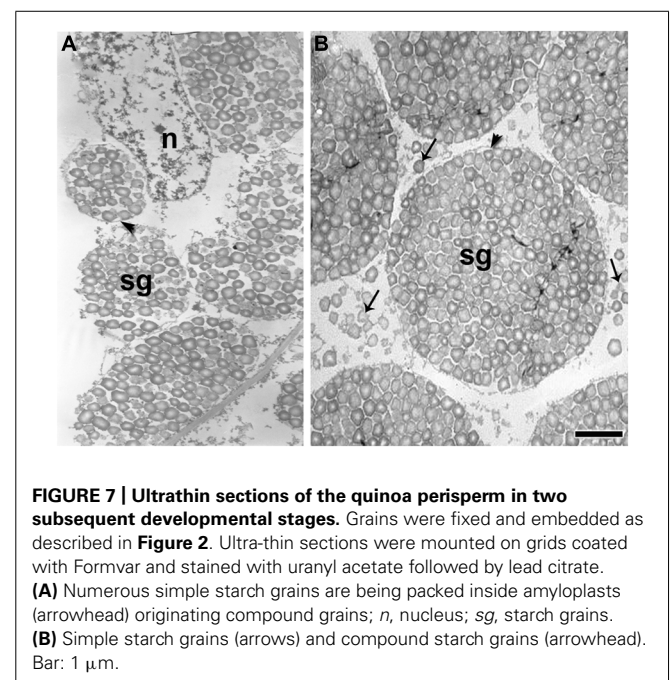 A
B
n
sg
sg
FIGURE 7 | Ultrathin sections of the quinoa perisperm in two
subsequent developmental stages. Grains were fixed and embedded as
described in Figure 2. Ultra-thin sections were mounted on grids coated
with Formvar and stained with uranyl acetate followed by lead citrate.
(A) Numerous simple starch grains are being packed inside amyloplasts
(arrowhead) originating compound grains; n, nucleus; sg, starch grains.
(B) Simple starch grains (arrows) and compound starch grains (arrowhead).
Bar: 1 μm.